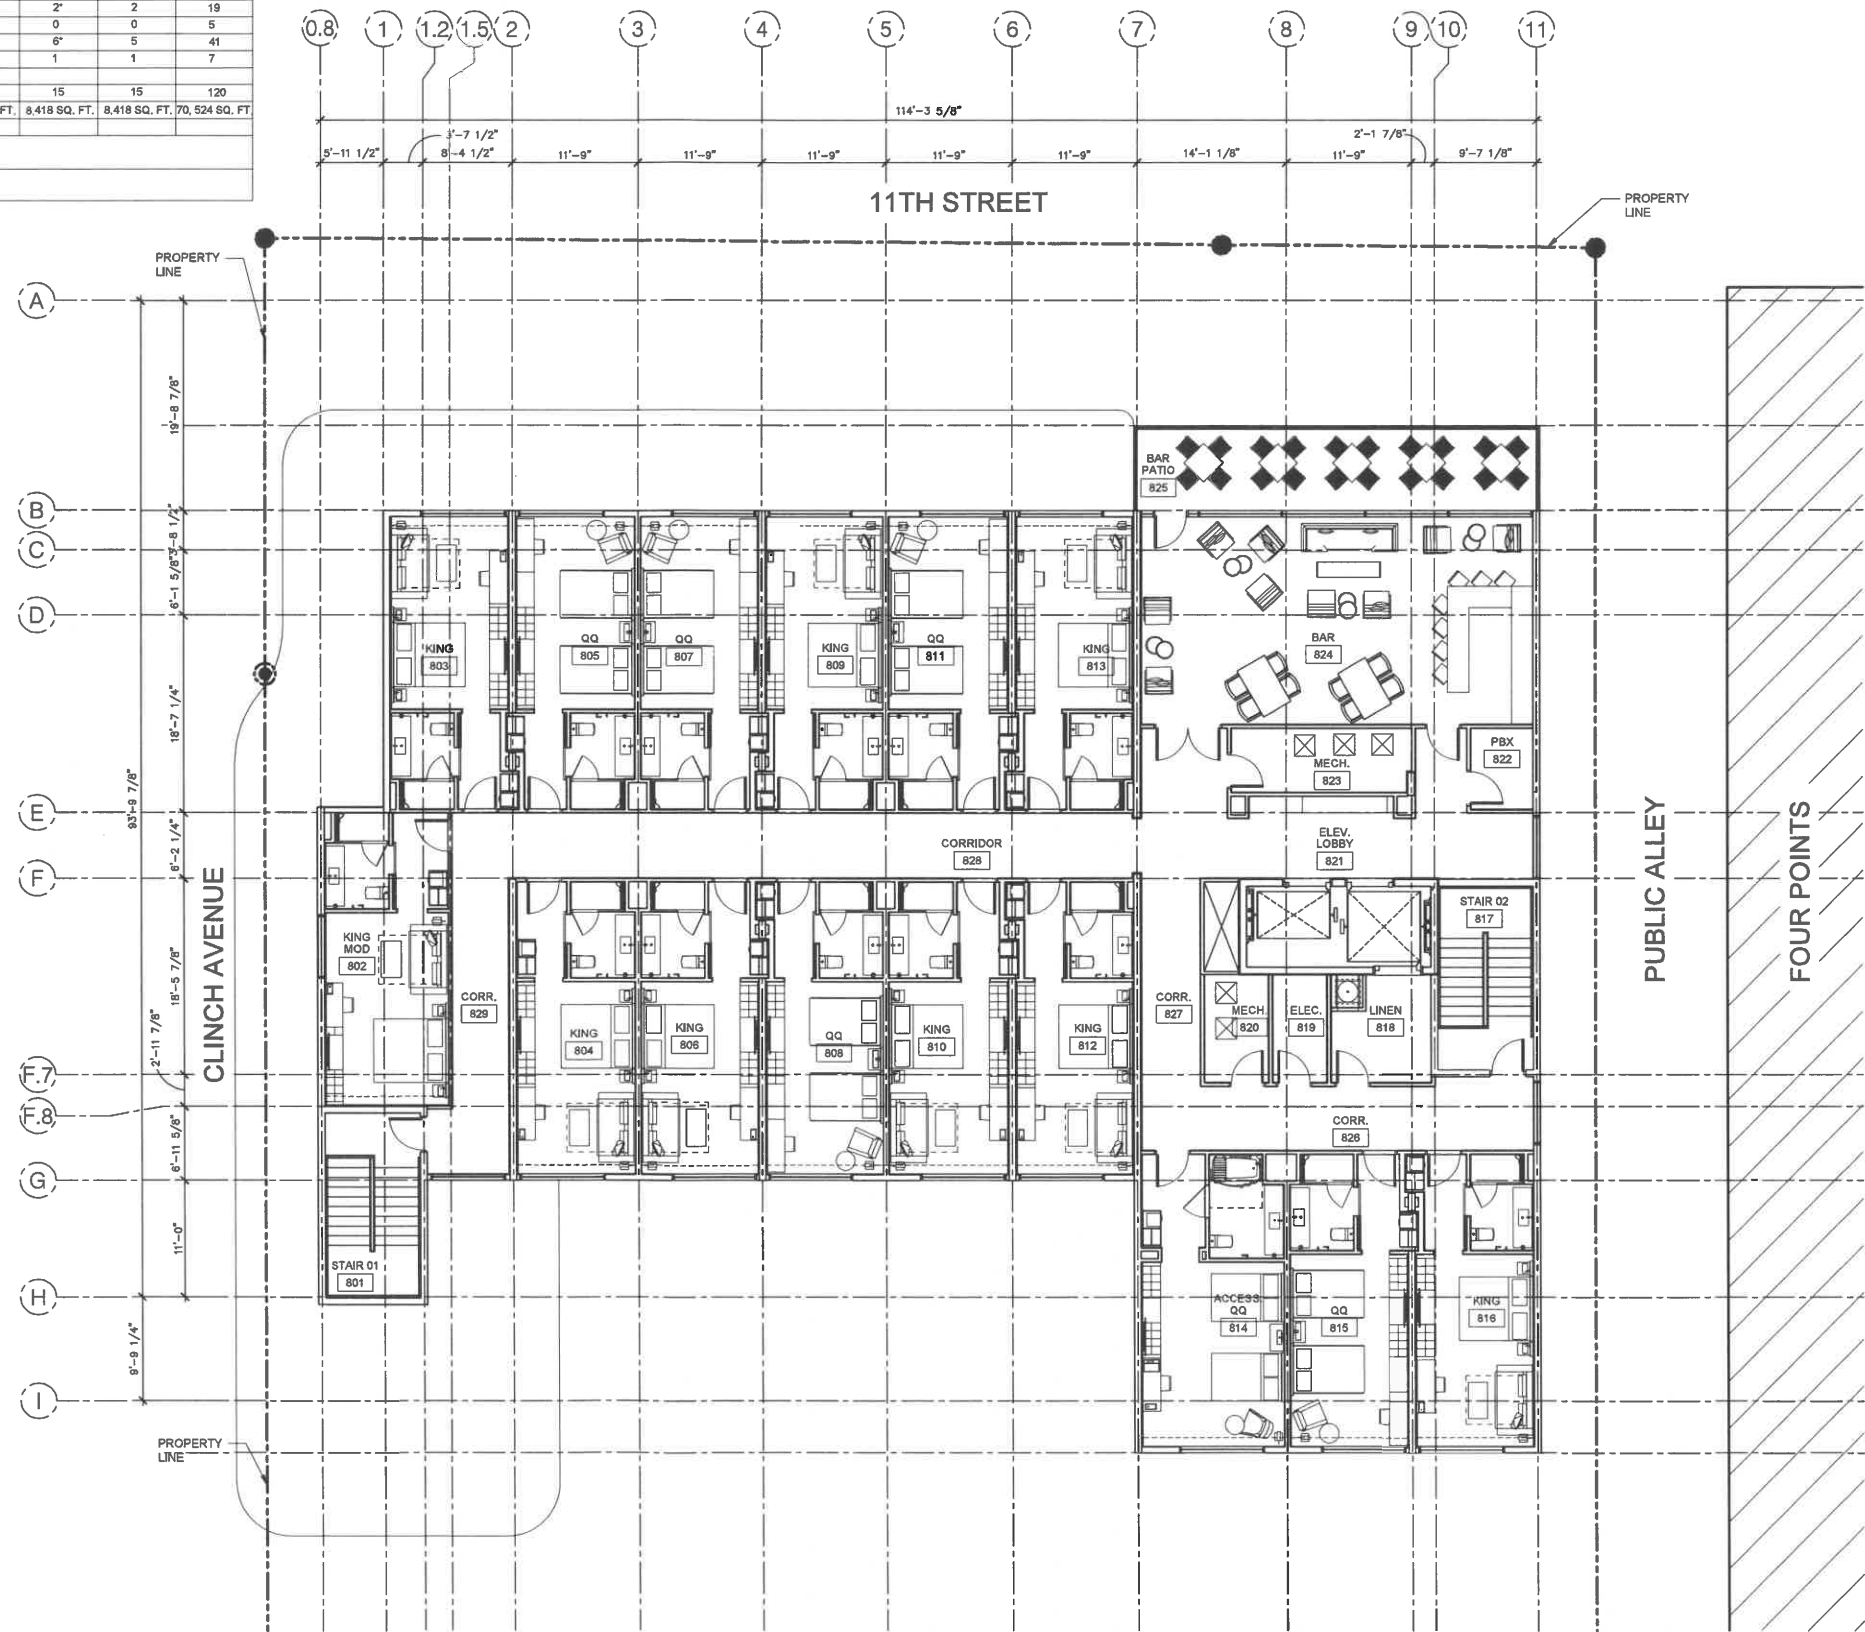 2* 2 19
0 0 5
6* 5 41
1 1 7
15 15 120
FT. 8,418 SQ. FT. 8,418 SQ. FT. 70,524 SQ. FT.
0.8 1 1.2 1.5 2 3 4 5 6 7 8 9 10 11
114'-3 5/8"
3'-7 1/2" 2'-1 7/8"
5'-11 1/2" 8'-4 1/2" 11'-9" 11'-9" 11'-9" 11'-9" 11'-9" 14'-1 1/8" 11'-9" 9'-7 1/8"
11TH STREET
PROPERTY
LINE
PROPERTY
LINE
A
B
C
D
E
F
F.7
F.8
G
H
I
19'-8 7/8"
3'-8 1/2"
6'-1 5/8"
18'-7 1/4"
93'-9 7/8"
6'-2 1/4"
18'-5 7/8"
2'-11 7/8"
6'-11 5/8"
11'-0"
9'-9 1/4"
CLINCH AVENUE
PROPERTY
LINE
BAR
PATIO
825
KING
803
QQ
805
QQ
807
KING
809
QQ
811
KING
813
BAR
824
MECH.
823
PBX
822
CORRIDOR
828
ELEV.
LOBBY
821
KING
MOD
802
CORR.
829
KING
804
KING
806
QQ
808
KING
810
KING
812
CORR.
827
MECH.
820
ELEC.
819
LINEN
818
STAIR 02
817
CORR.
826
STAIR 01
801
ACCESS.
QQ
814
QQ
815
KING
816
PUBLIC ALLEY
FOUR POINTS